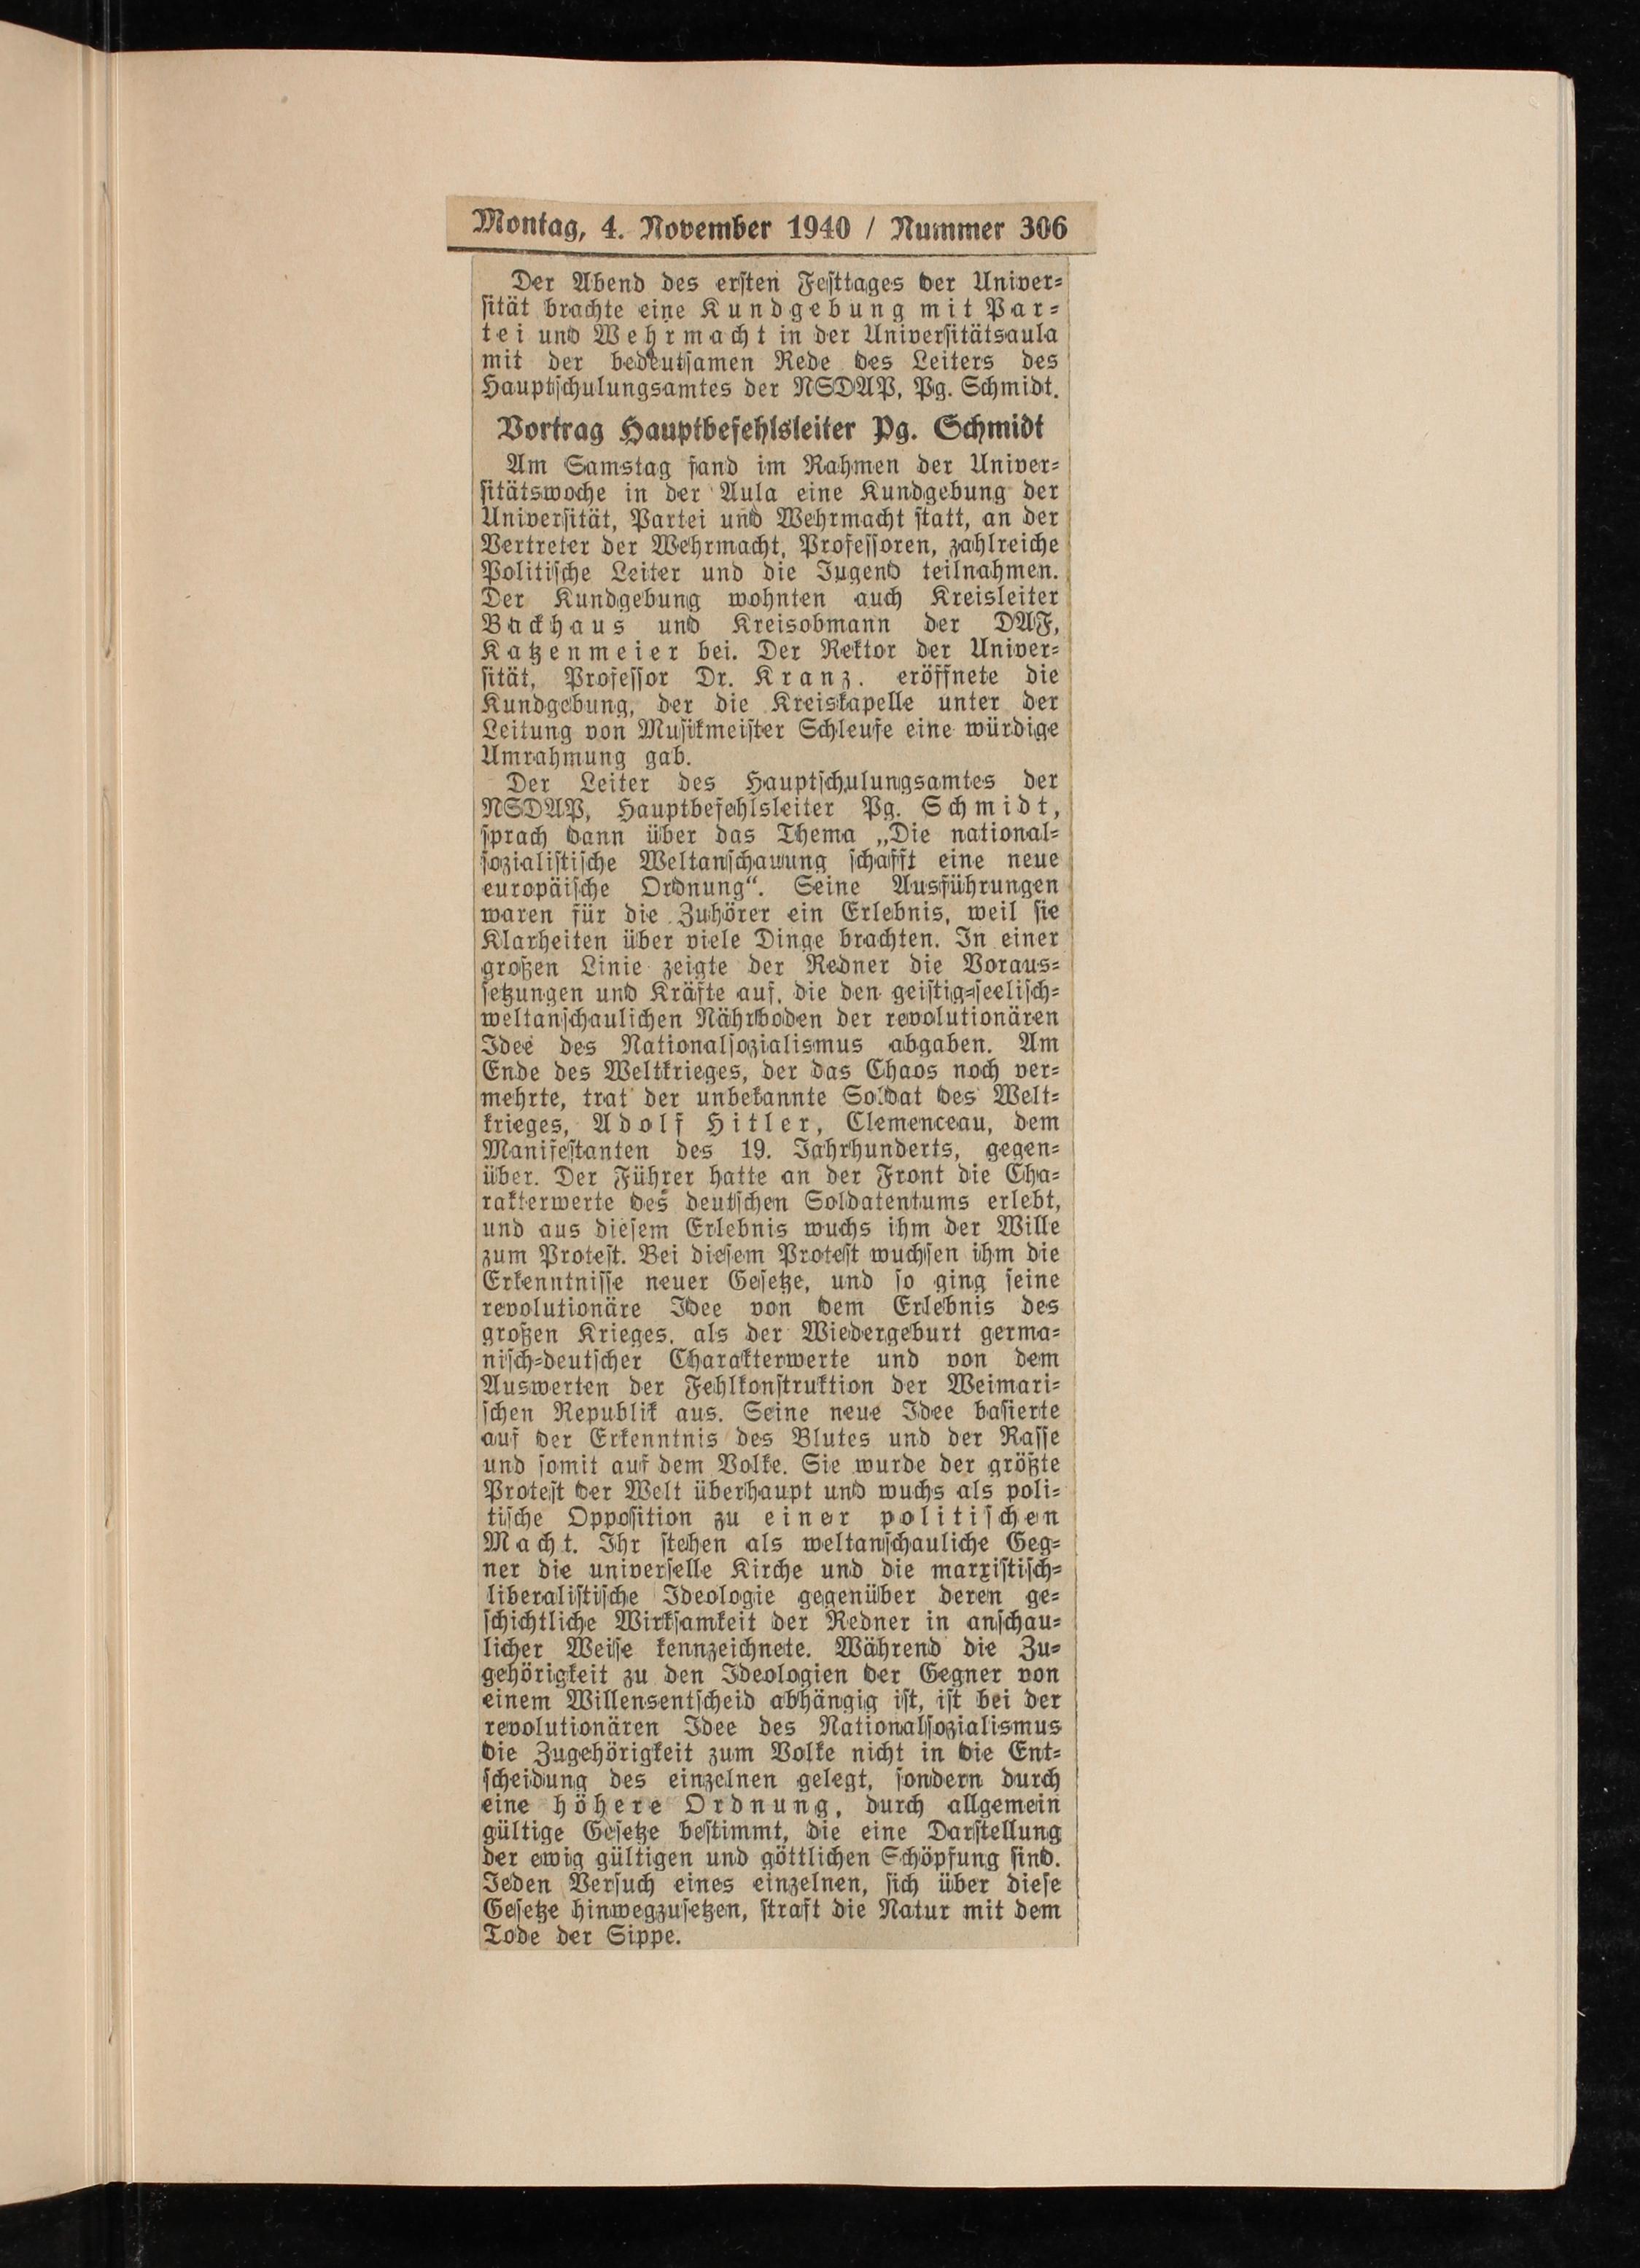 Montag, 4. November 1940 / Nummer 306
Der Abend des ersten Festtages der Univer-
sität brachte eine Kundgebung mit Par-
tei und Wehrmacht in der Universitätsaula
mit der bedeutsamen Rede des Leiters des
Hauptschulungsamtes der NSDAP, Pg. Schmidt.
Vortrag Hauptbefehlsleiter Pg. Schmidt
Am Samstag fand im Rahmen der Univer-
sitätswoche in der Aula eine Kundgebung der
Universität, Partei und Wehrmacht statt, an der
Vertreter der Wehrmacht, Professoren, zahlreiche
Politische Leiter und die Jugend teilnahmen.
Der Kundgebung wohnten auch Kreisleiter
Backhaus und Kreisobmann der DAF,
Katzenmeier bei. Der Rektor der Univer-
sität, Professor Dr. Kranz. eröffnete die
Kundgebung, der die Kreiskapelle unter der
Leitung von Musikmeister Schleufe eine würdige
Umrahmung gab.
Der Leiter des Hauptschulungsamtes der
NSDAP, Hauptbefehlsleiter Pg. Schmidt,
sprach dann über das Thema „Die national-
sozialistische Weltanschauung schafft eine neue
europäische Ordnung“. Seine Ausführungen
waren für die Zuhörer ein Erlebnis, weil sie
Klarheiten über viele Dinge brachten. In einer
großen Linie zeigte der Redner die Voraus-
setzungen und Kräfte auf, die den geistig-seelisch-
weltanschaulichen Nährboden der revolutionären
Idee des Nationalsozialismus abgaben. Am
Ende des Weltkrieges, der das Chaos noch ver-
mehrte, trat der unbekannte Soldat des Welt-
krieges, Adolf Hitler, Clemenceau, dem
Manifestanten des 19. Jahrhunderts, gegen-
über. Der Führer hatte an der Front die Cha-
rakterwerte des deutschen Soldatentums erlebt,
und aus diesem Erlebnis wuchs ihm der Wille
zum Protest. Bei diesem Protest wuchsen ihm die
Erkenntnisse neuer Gesetze, und so ging seine
revolutionäre Idee von dem Erlebnis des
großen Krieges, als der Wiedergeburt germa-
nisch-deutscher Charakterwerte und von dem
Auswerten der Fehlkonstruktion der Weimari-
schen Republik aus. Seine neue Idee basierte
auf der Erkenntnis des Blutes und der Rasse
und somit auf dem Volke. Sie wurde der größte
Protest der Welt überhaupt und wuchs als poli-
tische Opposition zu einer politischen
Macht. Ihr stehen als weltanschauliche Geg-
ner die universelle Kirche und die marxistisch-
liberalistische Ideologie gegenüber deren ge-
schichtliche Wirksamkeit der Redner in anschau-
licher Weise kennzeichnete. Während die Zu-
gehörigkeit zu den Ideologien der Gegner von
einem Willensentscheid abhängig ist, ist bei der
revolutionären Idee des Nationalsozialismus
die Zugehörigkeit zum Volke nicht in die Ent-
scheidung des einzelnen gelegt, sondern durch
eine höhere Ordnung, durch allgemein
gültige Gesetze bestimmt, die eine Darstellung
der ewig gültigen und göttlichen Schöpfung sind.
Jeden Versuch eines einzelnen, sich über diese
Gesetze hinwegzusetzen, straft die Natur mit dem
Tode der Sippe.